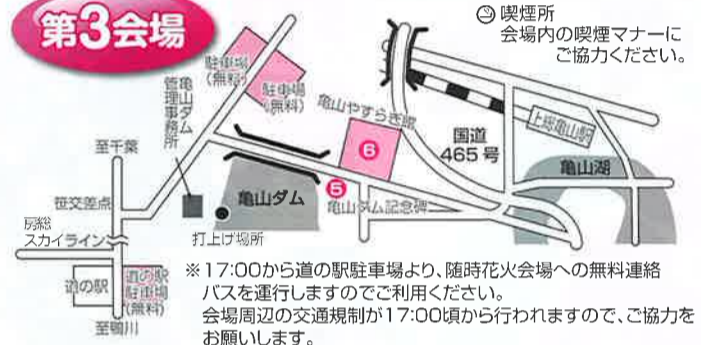 第3会場
喫煙所
会場内の喫煙マナーに
ご協力ください。
駐車場
(無料)
駐車場
(無料)
亀山ダム
管理事務所
亀山やすらぎ館
6
国道
465号
上総亀山駅
亀山湖
至千葉
笹交差点
亀山ダム
5
亀山ダム記念碑
打上げ場所
房総
スカイライン
道の駅
道の駅
駐車場
(無料)
至鴨川
※17:00から道の駅駐車場より、随時花火会場への無料連絡
バスを運行しますのでご利用ください。
会場周辺の交通規制が17:00頃から行われますので、ご協力を
お願いします。